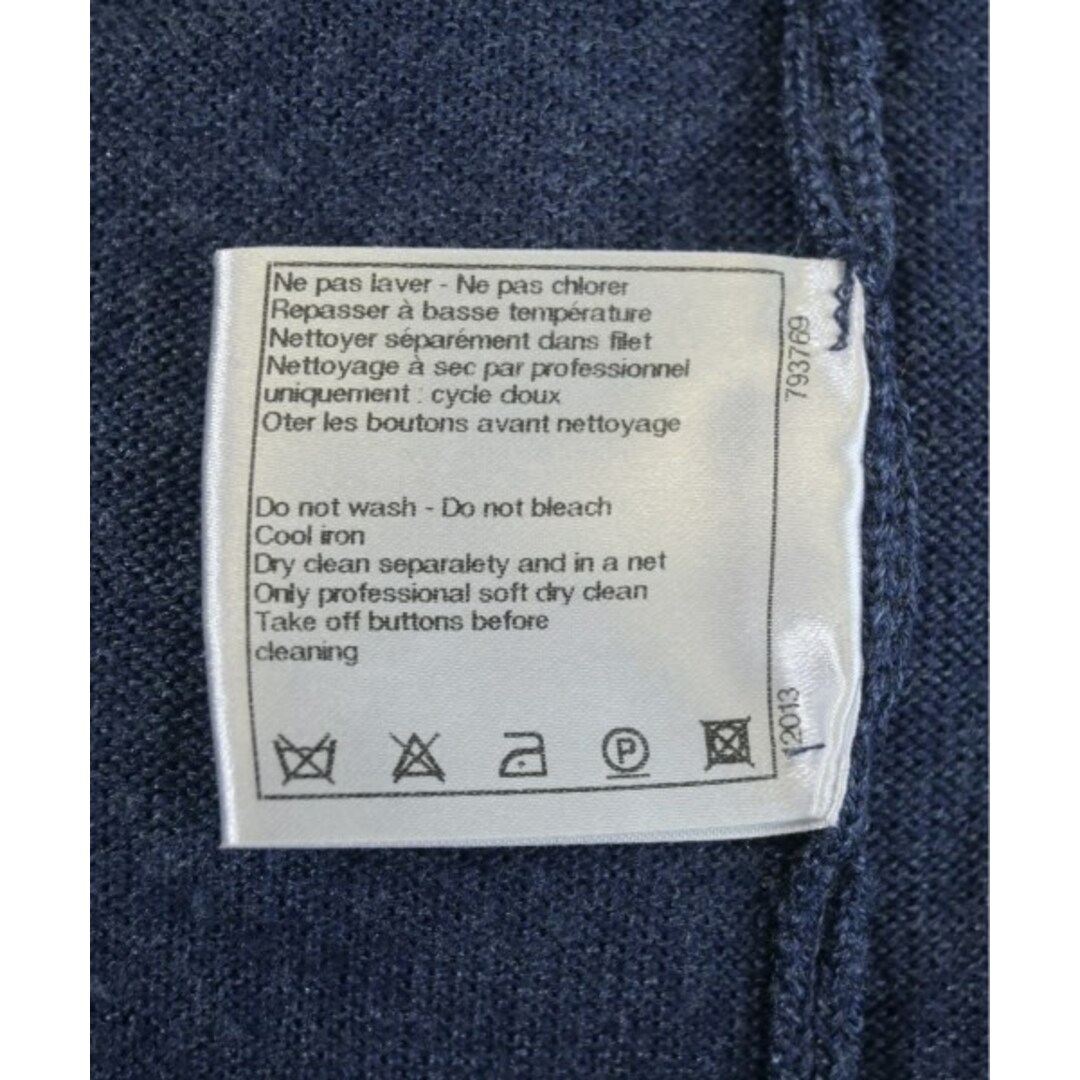 Ne pas laver - Ne pas chlorer
Repasser à basse température
Nettoyer séparément dans filet
Nettoyage à sec par professionnel
uniquement : cycle doux
Oter les boutons avant nettoyage
Do not wash - Do not bleach
Cool iron
Dry clean separalety and in a net
Only professional soft dry clean
Take off buttons before
cleaning
P
793769
12013